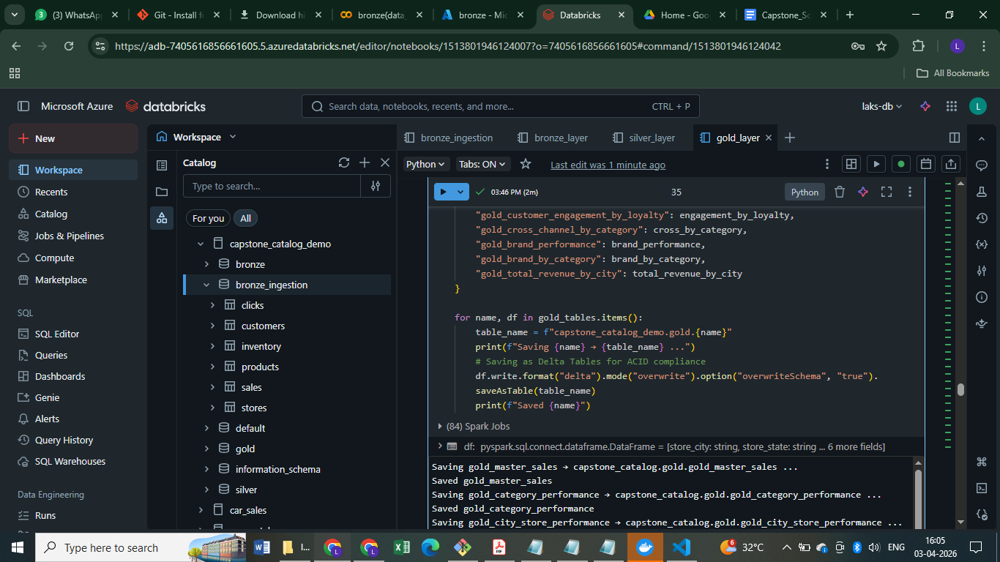 3
(3) WhatsApp
Git - Install f
Download hi
bronze(data_
bronze - Mic
Databricks
Home - Goo
Capstone_Sc
https://adb-7405616856661605.5.azuredatabricks.net/editor/notebooks/1513801946124007?o=7405616856661605#command/1513801946124042
L
All Bookmarks
Microsoft Azure
databricks
Search data, notebooks, recents, and more...
CTRL + P
laks-db
L
New
Workspace
Recents
Catalog
Jobs & Pipelines
Compute
Marketplace
SQL
SQL Editor
Queries
Dashboards
Genie
Alerts
Query History
SQL Warehouses
Data Engineering
Runs
Workspace
Catalog
Type to search...
For you
All
capstone_catalog_demo
bronze
bronze_ingestion
clicks
customers
inventory
products
sales
stores
default
gold
information_schema
silver
car_sales
bronze_ingestion
bronze_layer
silver_layer
gold_layer
Python
Tabs: ON
Last edit was 1 minute ago
03:46 PM (2m)
35
Python
"gold_customer_engagement_by_loyalty": engagement_by_loyalty,
"gold_cross_channel_by_category": cross_by_category,
"gold_brand_performance": brand_performance,
"gold_brand_by_category": brand_by_category,
"gold_total_revenue_by_city": total_revenue_by_city
}
for name, df in gold_tables.items():
table_name = f"capstone_catalog_demo.gold.{name}"
print(f"Saving {name} → {table_name} ...")
# Saving as Delta Tables for ACID compliance
df.write.format("delta").mode("overwrite").option("overwriteSchema", "true").
saveAsTable(table_name)
print(f"Saved {name}")
(84) Spark Jobs
df: pyspark.sql.connect.dataframe.DataFrame = [store_city: string, store_state: string ... 6 more fields]
Saving gold_master_sales → capstone_catalog.gold.gold_master_sales ...
Saved gold_master_sales
Saving gold_category_performance → capstone_catalog.gold.gold_category_performance ...
Saved gold_category_performance
Saving gold_city_store_performance → capstone_catalog.gold.gold_city_store_performance ...
Type here to search
I...
6
32°C
ENG
16:05
03-04-2026